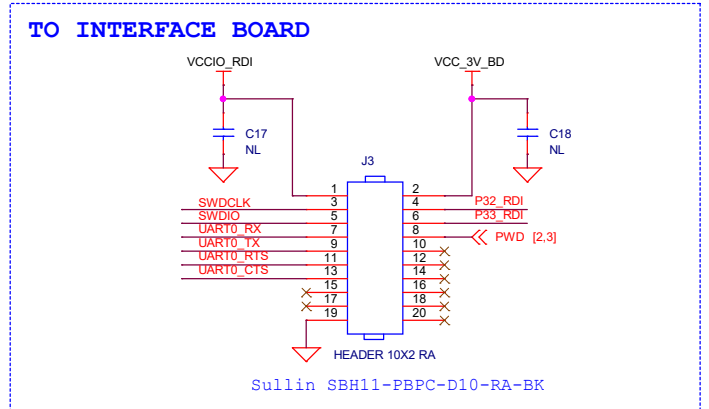 TO INTERFACE BOARD
VCCIO_RDI VCC_3V_BD
C17 NL
C18 NL
J3
1 2
SWDCLK 3 4 P32_RDI
SWDIO 5 6 P33_RDI
UART0_RX 7 8 PWD [2,3]
UART0_TX 9 10
UART0_RTS 11 12
UART0_CTS 13 14
15 16
17 18
19 20
HEADER 10X2 RA
Sullin SBH11-PBPC-D10-RA-BK